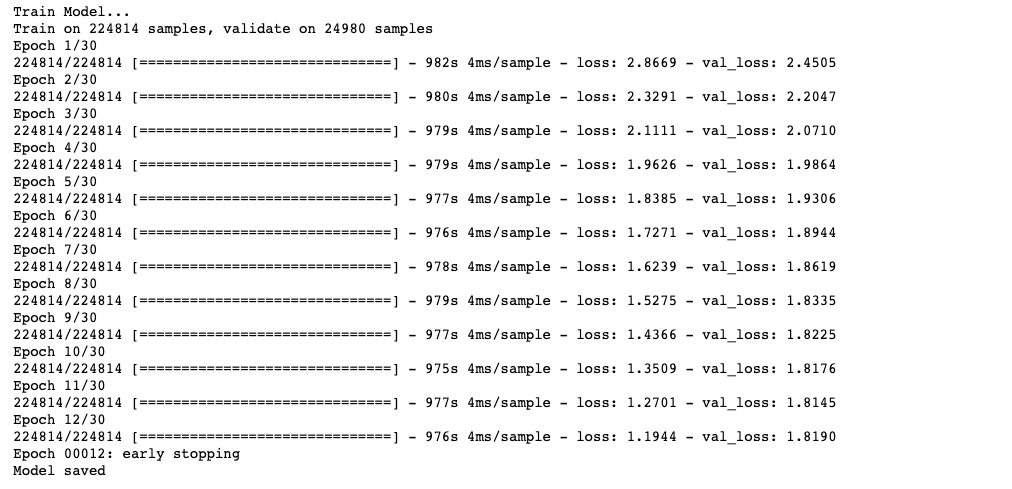 Train Model...
Train on 224814 samples, validate on 24980 samples
Epoch 1/30
224814/224814 [==============================] - 982s 4ms/sample - loss: 2.8669 - val_loss: 2.4505
Epoch 2/30
224814/224814 [==============================] - 980s 4ms/sample - loss: 2.3291 - val_loss: 2.2047
Epoch 3/30
224814/224814 [==============================] - 979s 4ms/sample - loss: 2.1111 - val_loss: 2.0710
Epoch 4/30
224814/224814 [==============================] - 979s 4ms/sample - loss: 1.9626 - val_loss: 1.9864
Epoch 5/30
224814/224814 [==============================] - 977s 4ms/sample - loss: 1.8385 - val_loss: 1.9306
Epoch 6/30
224814/224814 [==============================] - 976s 4ms/sample - loss: 1.7271 - val_loss: 1.8944
Epoch 7/30
224814/224814 [==============================] - 978s 4ms/sample - loss: 1.6239 - val_loss: 1.8619
Epoch 8/30
224814/224814 [==============================] - 979s 4ms/sample - loss: 1.5275 - val_loss: 1.8335
Epoch 9/30
224814/224814 [==============================] - 977s 4ms/sample - loss: 1.4366 - val_loss: 1.8225
Epoch 10/30
224814/224814 [==============================] - 975s 4ms/sample - loss: 1.3509 - val_loss: 1.8176
Epoch 11/30
224814/224814 [==============================] - 977s 4ms/sample - loss: 1.2701 - val_loss: 1.8145
Epoch 12/30
224814/224814 [==============================] - 976s 4ms/sample - loss: 1.1944 - val_loss: 1.8190
Epoch 00012: early stopping
Model saved